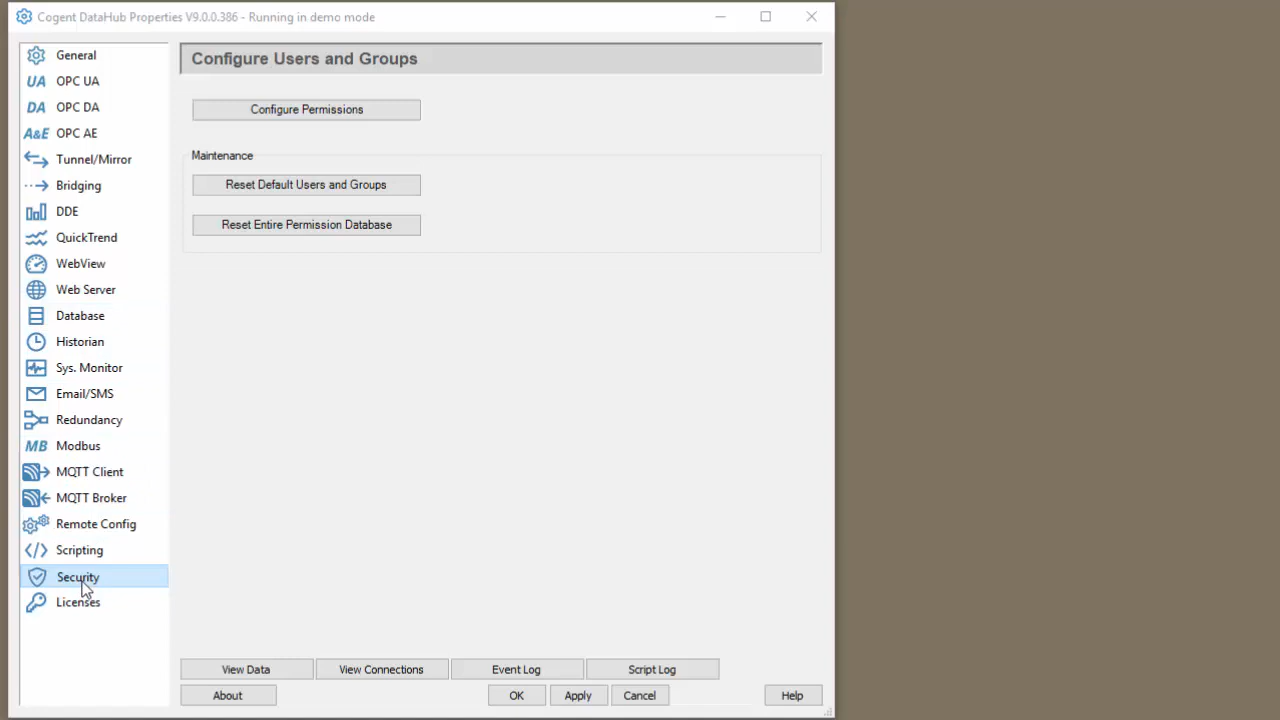 Cogent DataHub Properties V9.0.0.386 - Running in demo mode
General
UA OPC UA
DA OPC DA
A&E OPC AE
Tunnel/Mirror
Bridging
DDE
QuickTrend
WebView
Web Server
Database
Historian
Sys. Monitor
Email/SMS
Redundancy
MB Modbus
MQTT Client
MQTT Broker
Remote Config
Scripting
Security
Licenses
Configure Users and Groups
Configure Permissions
Maintenance
Reset Default Users and Groups
Reset Entire Permission Database
View Data View Connections Event Log Script Log
About OK Apply Cancel Help